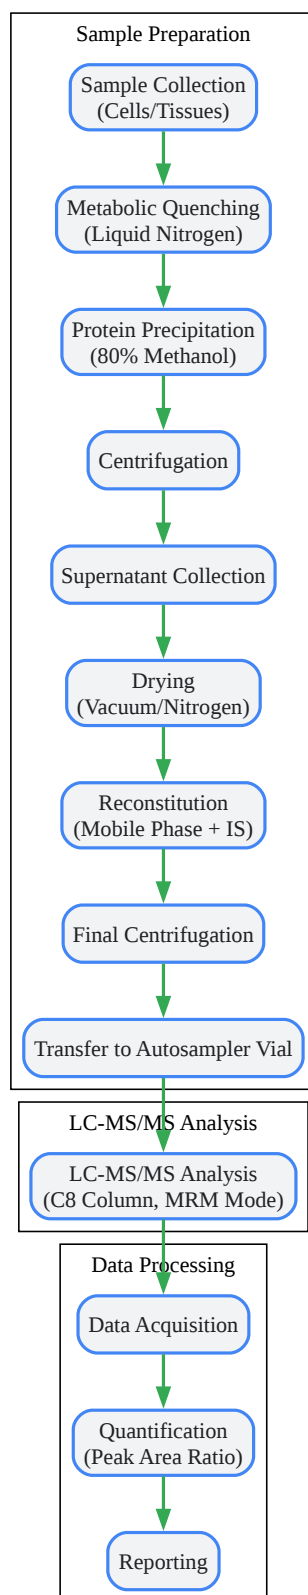 Sample Preparation
Sample Collection
(Cells/Tissues)
Metabolic Quenching
(Liquid Nitrogen)
Protein Precipitation
(80% Methanol)
Centrifugation
Supernatant Collection
Drying
(Vacuum/Nitrogen)
Reconstitution
(Mobile Phase + IS)
Final Centrifugation
Transfer to Autosampler Vial
LC-MS/MS Analysis
LC-MS/MS Analysis
(C8 Column, MRM Mode)
Data Processing
Data Acquisition
Quantification
(Peak Area Ratio)
Reporting